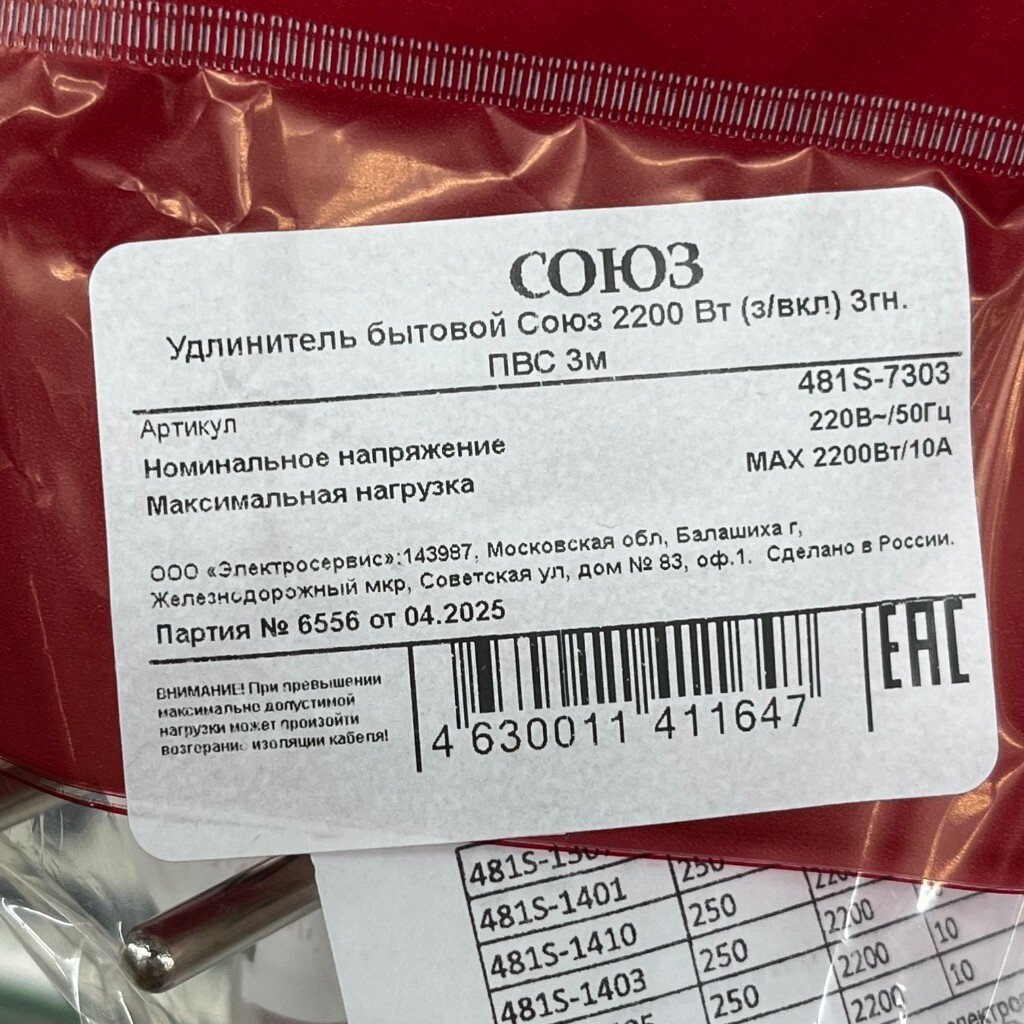 СОЮЗ
Удлинитель бытовой Союз 2200 Вт (з/вкл) 3гн.
ПВС 3м
Артикул 481S-7303
Номинальное напряжение 220В~/50Гц
Максимальная нагрузка MAX 2200Вт/10А
ООО «Электросервис»:143987, Московская обл, Балашиха г,
Железнодорожный мкр, Советская ул, дом № 83, оф.1. Сделано в России.
Партия № 6556 от 04.2025
ВНИМАНИЕ! При превышении
максимально допустимой
нагрузки может произойти
возгорание изоляции кабеля!
4 630011 411647
EAC
250
481S-1401 250 2200
481S-1410 250 2200 10
481S-1403 250 2200 10